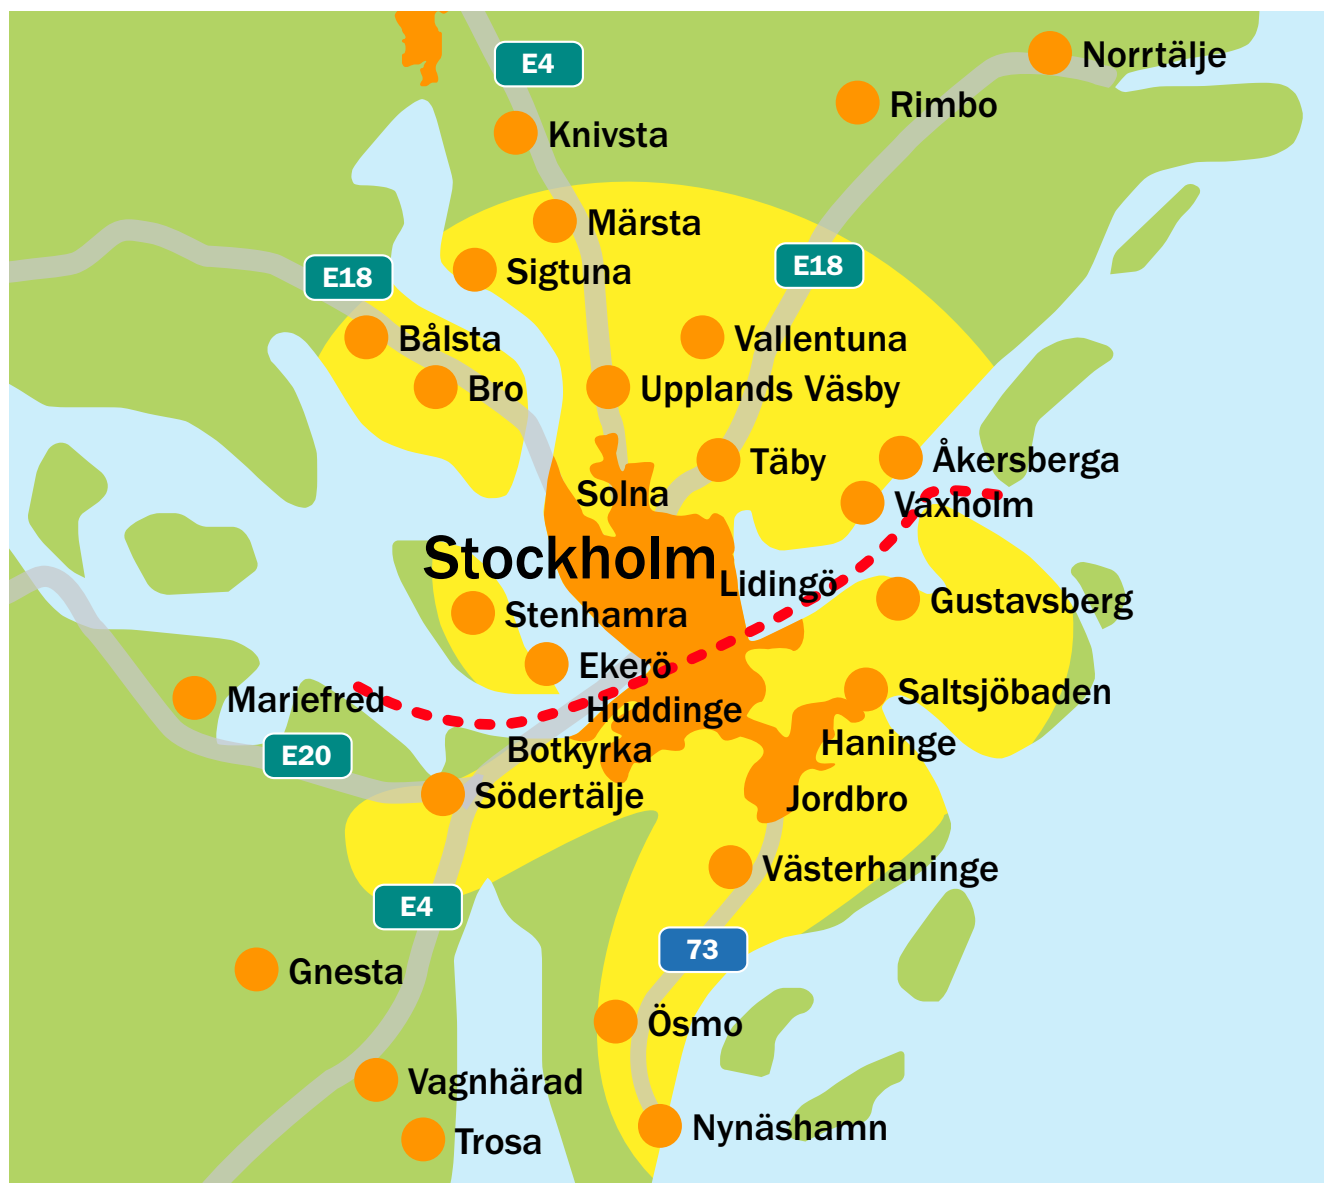 Norrtälje
E4
Rimbo
Knivsta
Märsta
E18
Sigtuna
E18
Bålsta
Vallentuna
Bro
Upplands Väsby
Täby
Åkersberga
Solna
Vaxholm
Stockholm
Lidingö
Gustavsberg
Stenhamra
Ekerö
Mariefred
Saltsjöbaden
Huddinge
Botkyrka
Haninge
E20
Södertälje
Jordbro
Västerhaninge
E4
73
Gnesta
Ösmo
Vagnhärad
Nynäshamn
Trosa